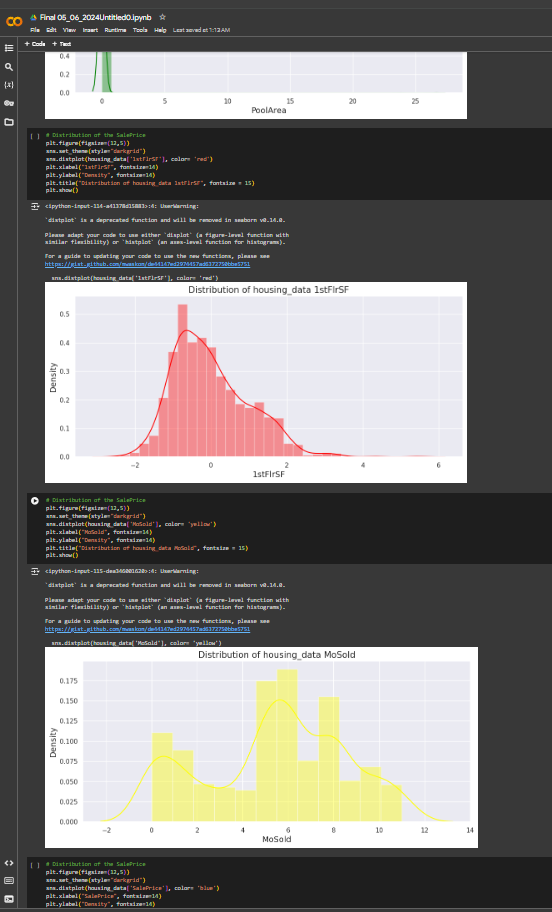 Final 05_06_2024Untitled0.ipynb
File Edit View Insert Runtime Tools Help Last saved at 1:13 AM
+ Code + Text
0.4
0.2
0.0
0 5 10 15 20 25
PoolArea
[ ] # Distribution of the SalePrice
plt.figure(figsize=(12,5))
sns.set_theme(style="darkgrid")
sns.distplot(housing_data['1stFlrSF'], color= 'red')
plt.xlabel("1stFlrSF", fontsize=14)
plt.ylabel("Density", fontsize=14)
plt.title("Distribution of housing_data 1stFlrSF", fontsize = 15)
plt.show()
<ipython-input-114-a41378d15883>:4: UserWarning:
`distplot` is a deprecated function and will be removed in seaborn v0.14.0.
Please adapt your code to use either `displot` (a figure-level function with
similar flexibility) or `histplot` (an axes-level function for histograms).
For a guide to updating your code to use the new functions, please see
https://gist.github.com/mwaskom/de44147ed2974457ad6372750bbe5751
sns.distplot(housing_data['1stFlrSF'], color= 'red')
Distribution of housing_data 1stFlrSF
0.5
0.4
0.3
0.2
0.1
0.0
Density
−2 0 2 4 6
1stFlrSF
# Distribution of the SalePrice
plt.figure(figsize=(12,5))
sns.set_theme(style="darkgrid")
sns.distplot(housing_data['MoSold'], color= 'yellow')
plt.xlabel("MoSold", fontsize=14)
plt.ylabel("Density", fontsize=14)
plt.title("Distribution of housing_data MoSold", fontsize = 15)
plt.show()
<ipython-input-115-dea346001620>:4: UserWarning:
`distplot` is a deprecated function and will be removed in seaborn v0.14.0.
Please adapt your code to use either `displot` (a figure-level function with
similar flexibility) or `histplot` (an axes-level function for histograms).
For a guide to updating your code to use the new functions, please see
https://gist.github.com/mwaskom/de44147ed2974457ad6372750bbe5751
sns.distplot(housing_data['MoSold'], color= 'yellow')
Distribution of housing_data MoSold
0.175
0.150
0.125
0.100
0.075
0.050
0.025
0.000
Density
−2 0 2 4 6 8 10 12 14
MoSold
[ ] # Distribution of the SalePrice
plt.figure(figsize=(12,5))
sns.set_theme(style="darkgrid")
sns.distplot(housing_data['SalePrice'], color= 'blue')
plt.xlabel("SalePrice", fontsize=14)
plt.ylabel("Density", fontsize=14)